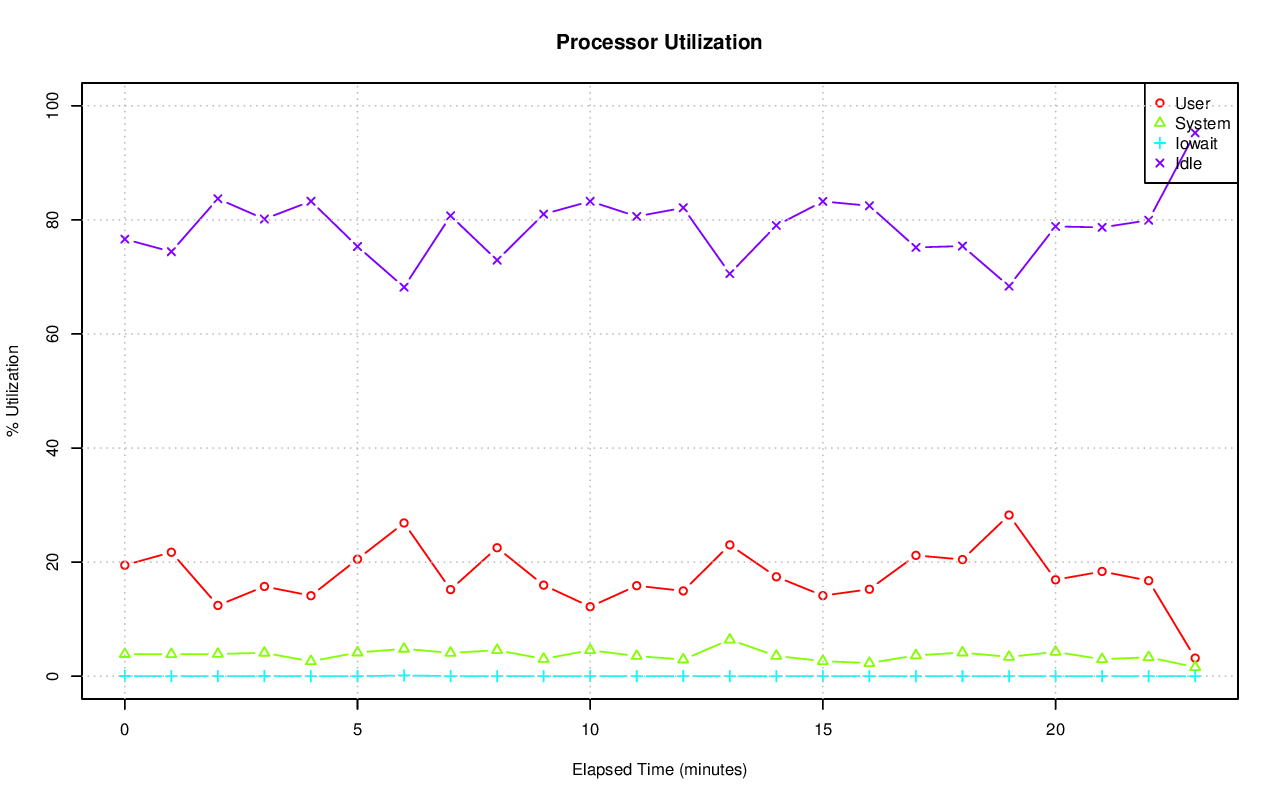 Processor Utilization
User
System
Iowait
Idle
% Utilization
100
80
60
40
20
0
0 5 10 15 20
Elapsed Time (minutes)